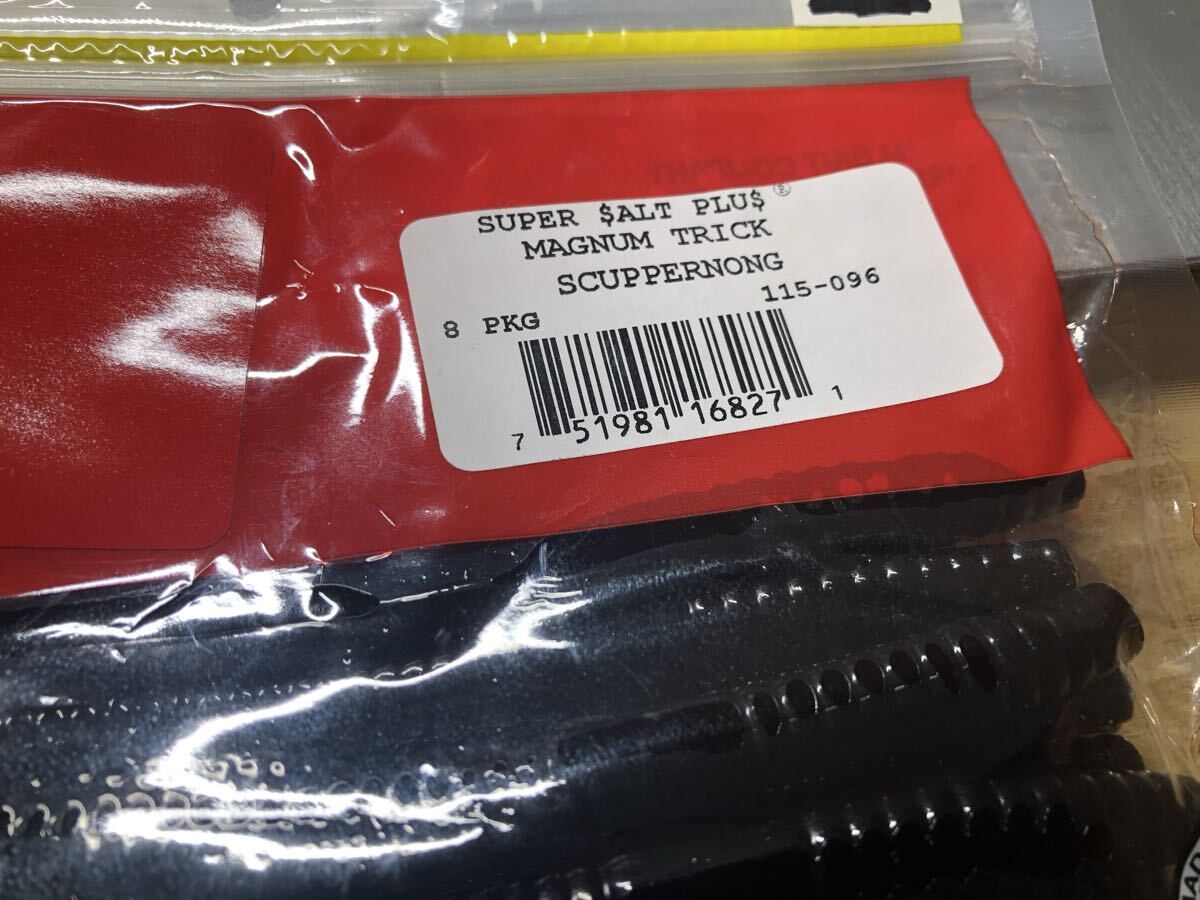 SUPER $ALT PLU$®
MAGNUM TRICK
SCUPPERNONG
115-096
8 PKG
7 51981 16827 1